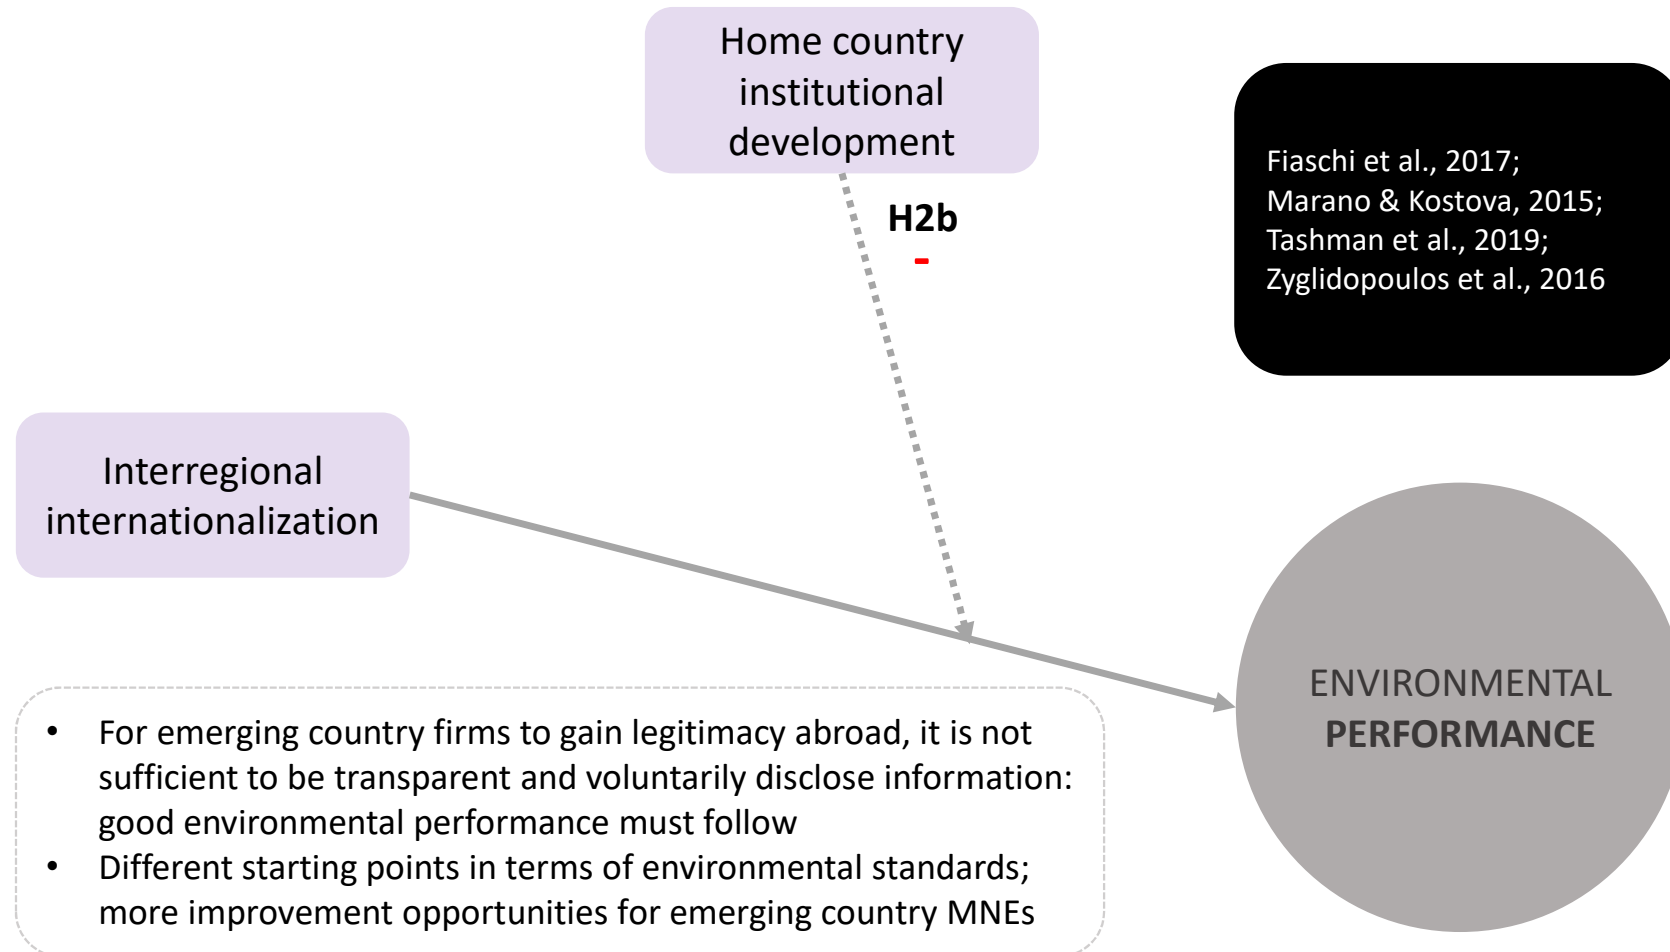 Home country
institutional
development
H2b
-
Fiaschi et al., 2017;
Marano & Kostova, 2015;
Tashman et al., 2019;
Zyglidopoulos et al., 2016
Interregional
internationalization
ENVIRONMENTAL
PERFORMANCE
• For emerging country firms to gain legitimacy abroad, it is not
sufficient to be transparent and voluntarily disclose information:
good environmental performance must follow
• Different starting points in terms of environmental standards;
more improvement opportunities for emerging country MNEs